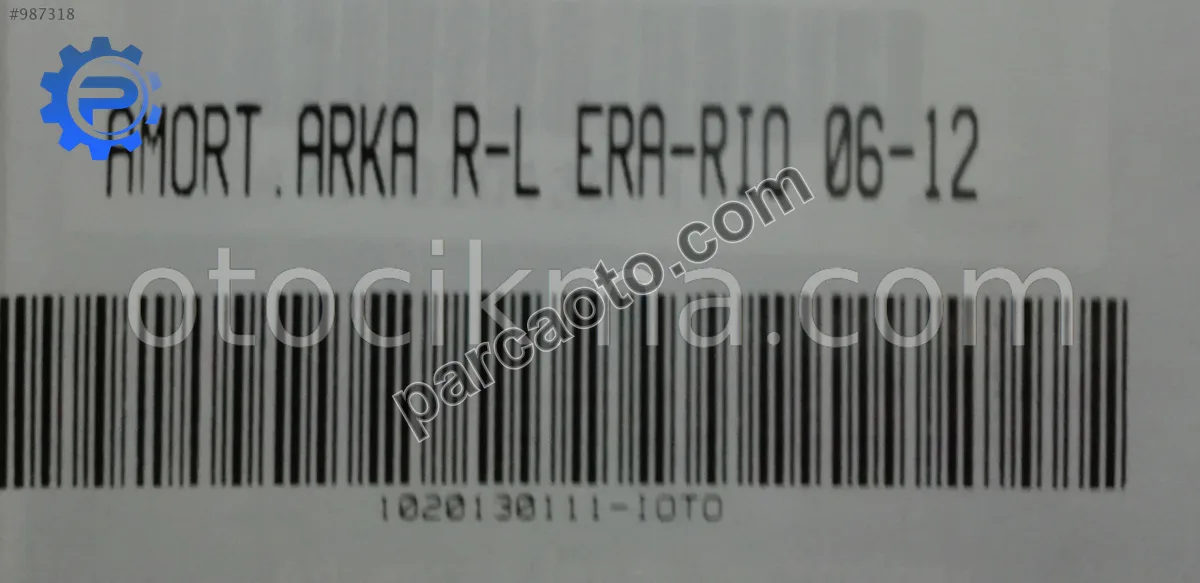 #987318
AMORT.ARKA R-L ERA-RIO 06-12
otocikma.com
parcaoto.com
1020130111-IOTO